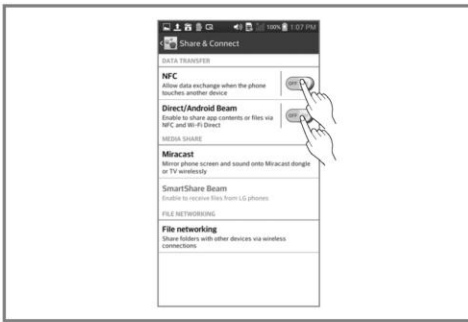 100% 1:07 PM
Share & Connect
DATA TRANSFER
NFC
Allow data exchange when the phone
touches another device
OFF
Direct/Android Beam
Enable to share app contents or files via
NFC and Wi-Fi Direct
OFF
MEDIA SHARE
Miracast
Mirror phone screen and sound onto Miracast dongle
or TV wirelessly
SmartShare Beam
Enable to receive files from LG phones
FILE NETWORKING
File networking
Share folders with other devices via wireless
connections